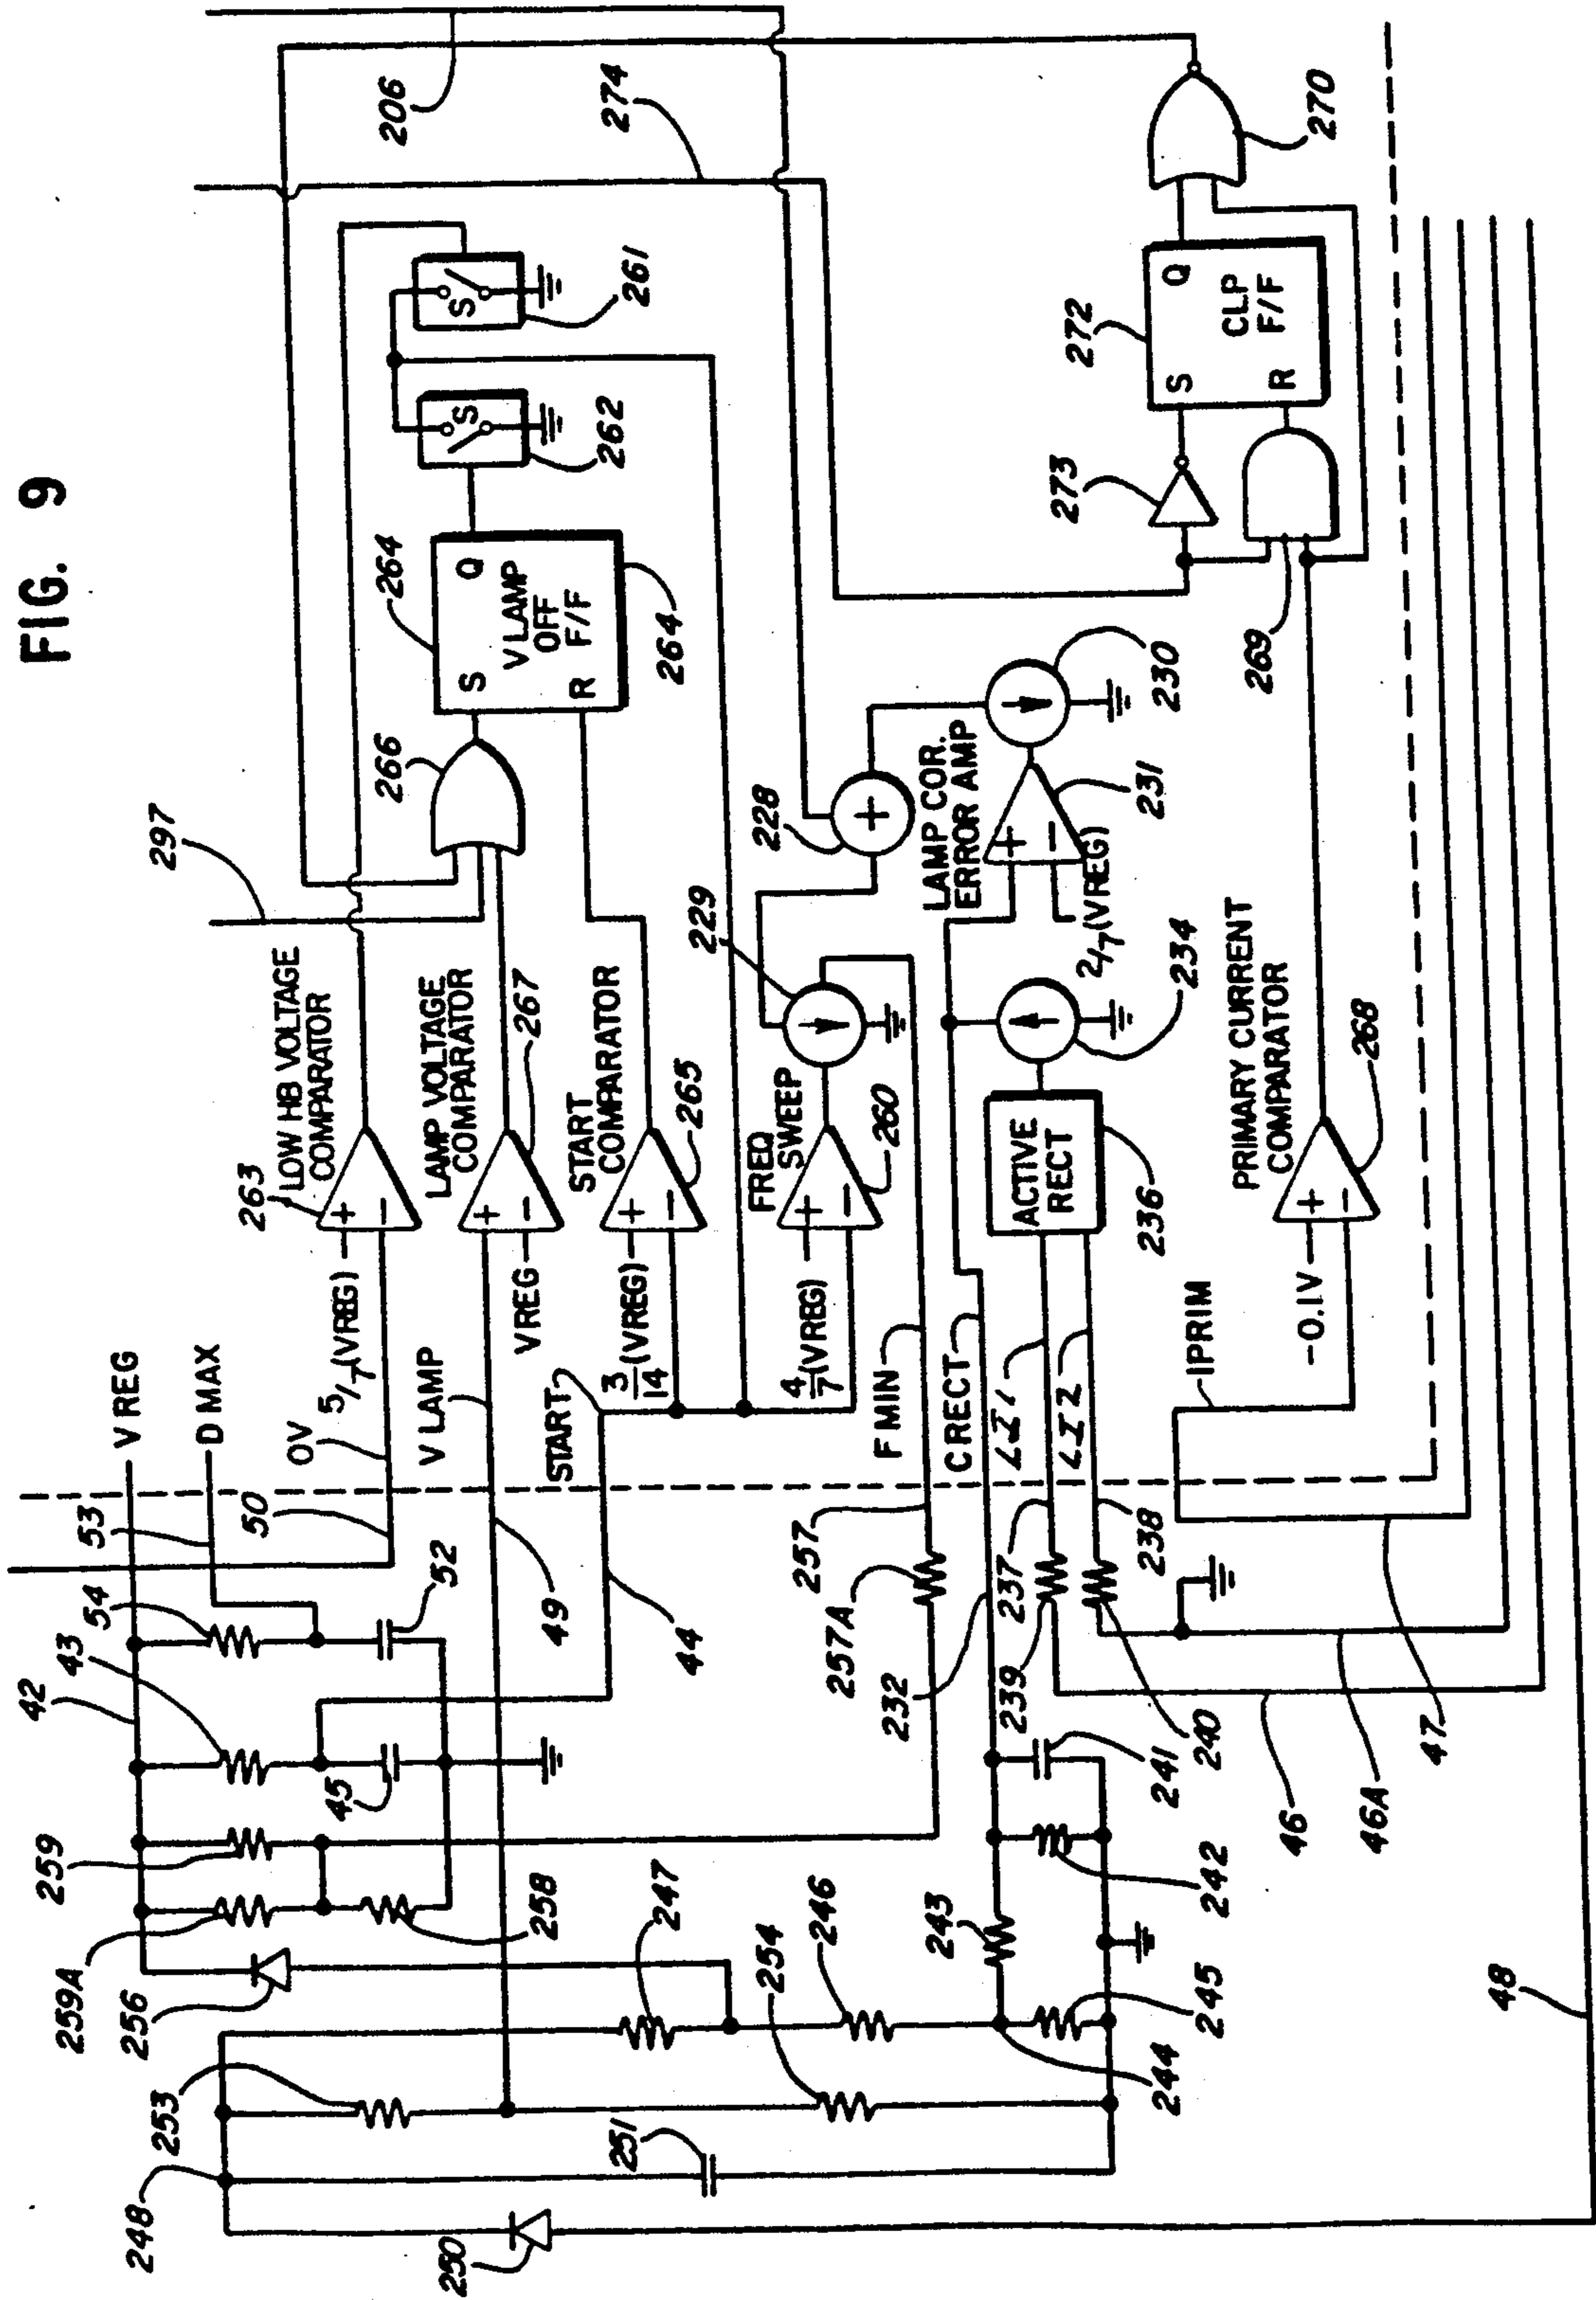 FIG. 9
206
274
297
263
LOW HB VOLTAGE
COMPARATOR
5/7(VREG)
0V
V REG
D MAX
53
50
54
43
42
52
49
44
45
259
259A
256
258
247
253
248
250
251
254
246
V LAMP
VREG
LAMP VOLTAGE
COMPARATOR
267
266
264
S
Q
V LAMP
OFF
F/F
R
264
S
262
S
261
START
COMPARATOR
265
START
3/14 (VREG)
FREQ
SWEEP
260
4/7(VREG)
229
228
230
LAMP COR.
ERROR AMP
231
2/7(VREG)
234
ACTIVE
RECT
236
F MIN
257
257A
C RECT
232
LI1
LI2
237
238
239
240
241
242
243
244
245
IPRIM
-0.1V
PRIMARY CURRENT
COMPARATOR
268
269
273
272
S
Q
CLP
F/F
R
270
47
46A
46
48